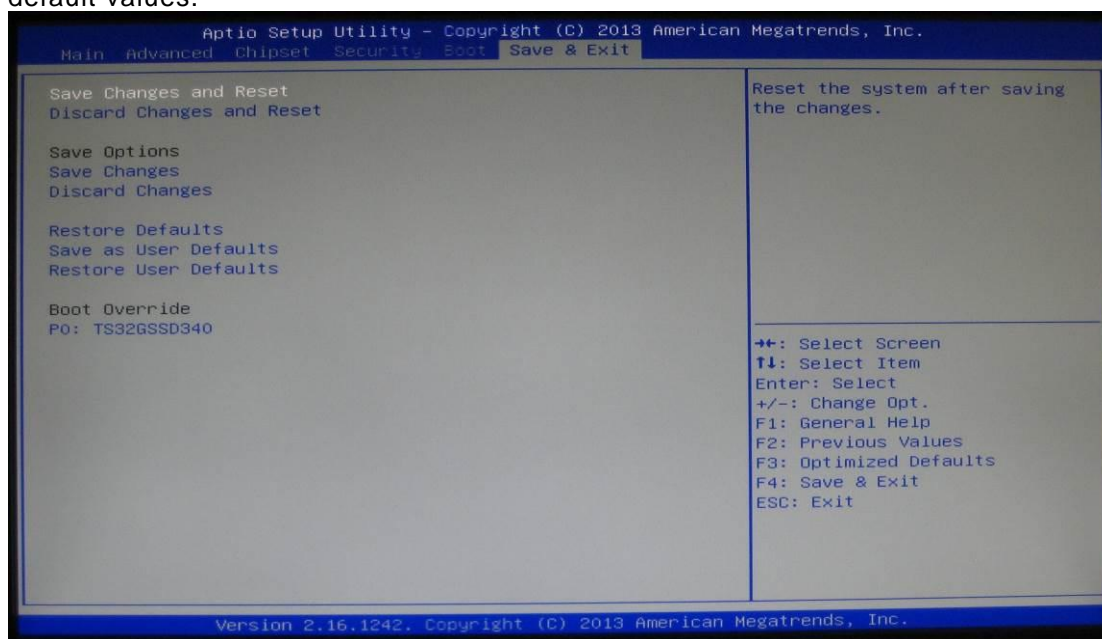 default values.
Aptio Setup Utility – Copyright (C) 2013 American Megatrends, Inc.
Main Advanced Chipset Security Boot Save & Exit
Save Changes and Reset
Discard Changes and Reset
Save Options
Save Changes
Discard Changes
Restore Defaults
Save as User Defaults
Restore User Defaults
Boot Override
P0: TS32GSSD340
Reset the system after saving
the changes.
→←: Select Screen
↑↓: Select Item
Enter: Select
+/-: Change Opt.
F1: General Help
F2: Previous Values
F3: Optimized Defaults
F4: Save & Exit
ESC: Exit
Version 2.16.1242. Copyright (C) 2013 American Megatrends, Inc.